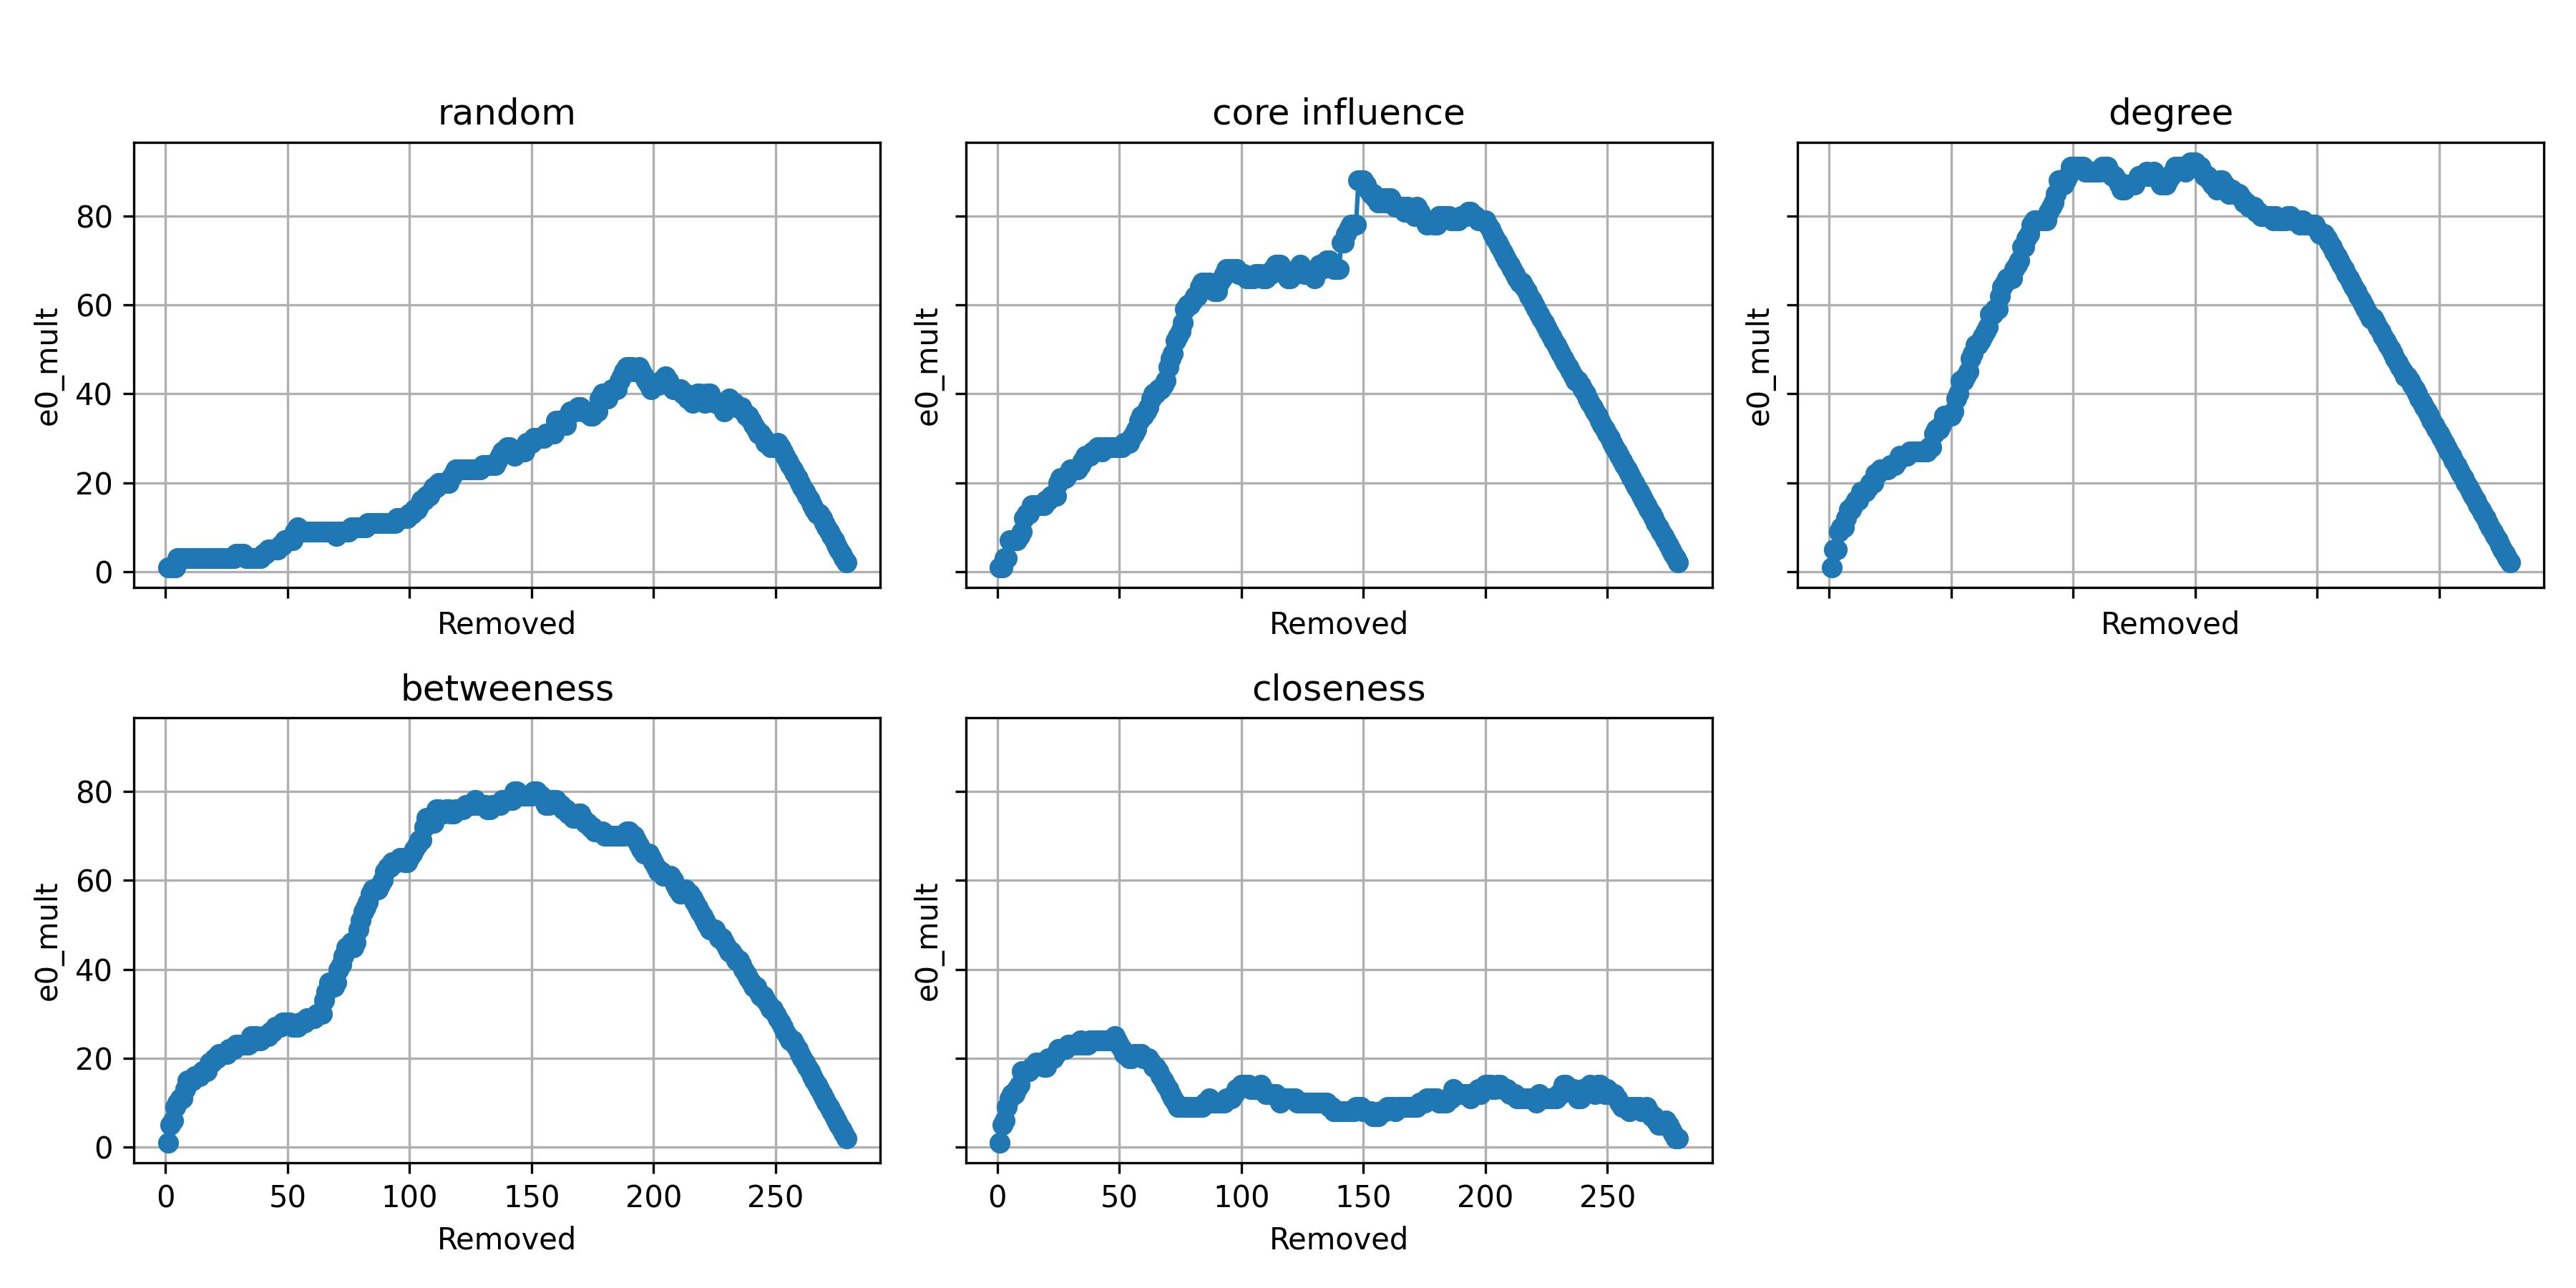 random
core influence
degree
e0_mult
80
60
40
20
0
Removed
e0_mult
Removed
e0_mult
Removed
betweeness
closeness
e0_mult
80
60
40
20
0
0 50 100 150 200 250
Removed
e0_mult
0 50 100 150 200 250
Removed